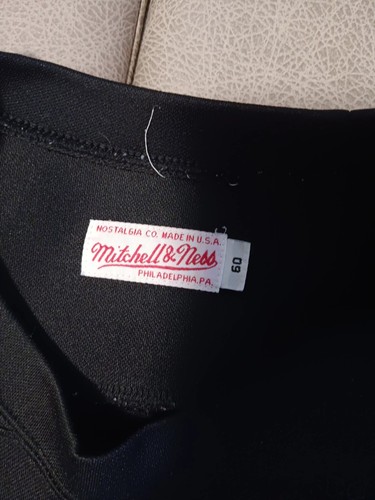 NOSTALGIA CO. MADE IN U.S.A.
Mitchell & Ness
PHILADELPHIA, PA.
60